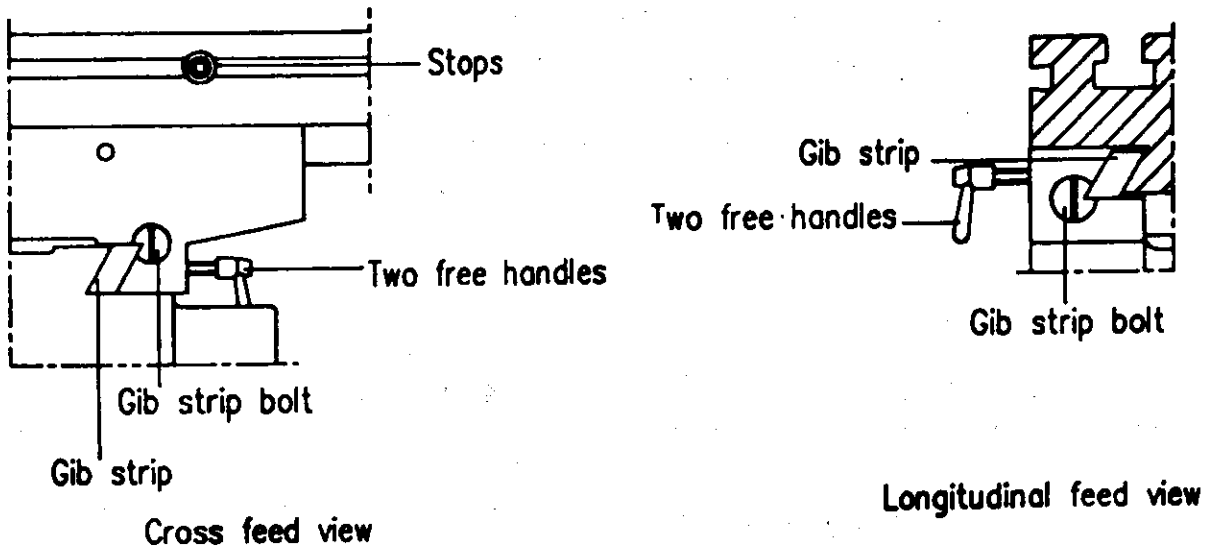 Stops
Two free handles
Gib strip bolt
Gib strip
Cross feed view
Gib strip
Two free handles
Gib strip bolt
Longitudinal feed view